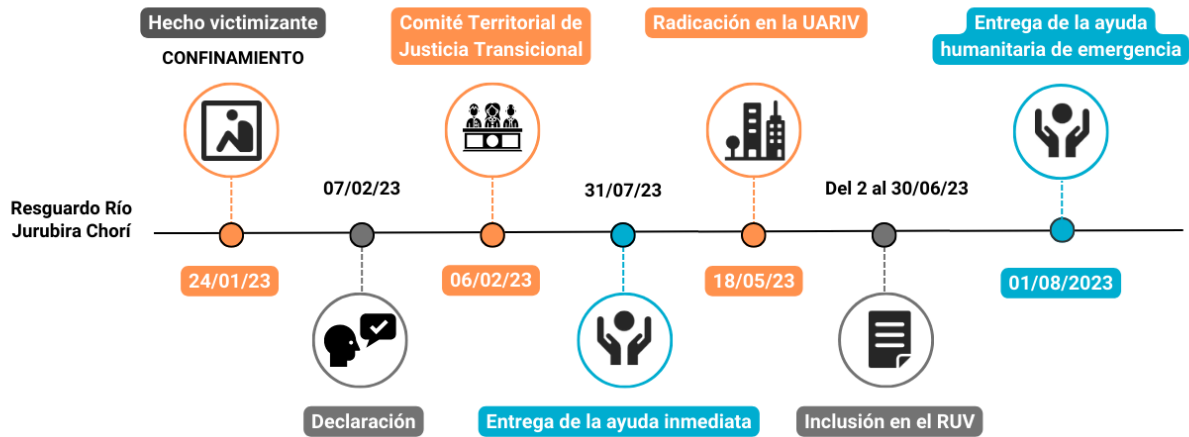 Hecho victimizante
CONFINAMIENTO
Comité Territorial de
Justicia Transicional
Radicación en la UARIV
Entrega de la ayuda
humanitaria de emergencia
07/02/23
31/07/23
Del 2 al 30/06/23
Resguardo Río
Jurubira Chorí
24/01/23
06/02/23
18/05/23
01/08/2023
Declaración
Entrega de la ayuda inmediata
Inclusión en el RUV